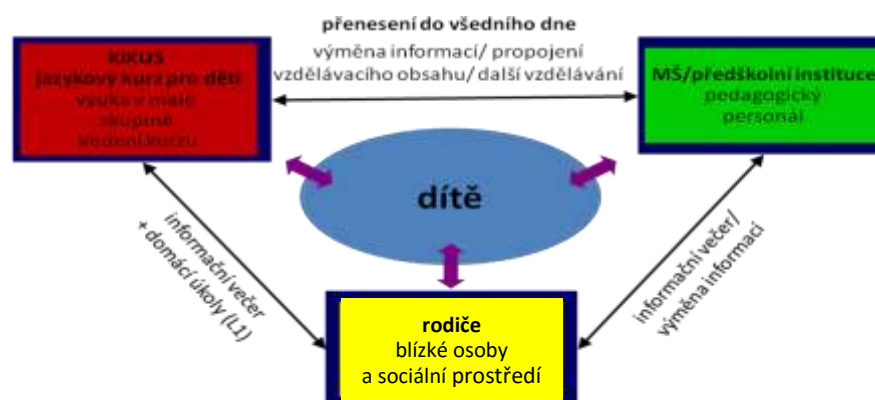 přenesení do všedního dne
výměna informací/ propojení
vzdělávacího obsahu/ další vzdělávání
KIKUS
jazykový kurz pro děti
výuka v malé
skupině
vedení kurzu
MŠ/předškolní instituce
pedagogický
personál
dítě
informační večer
+ domácí úkoly (L1)
informační večer/
výměna informací
rodiče
blízké osoby
a sociální prostředí